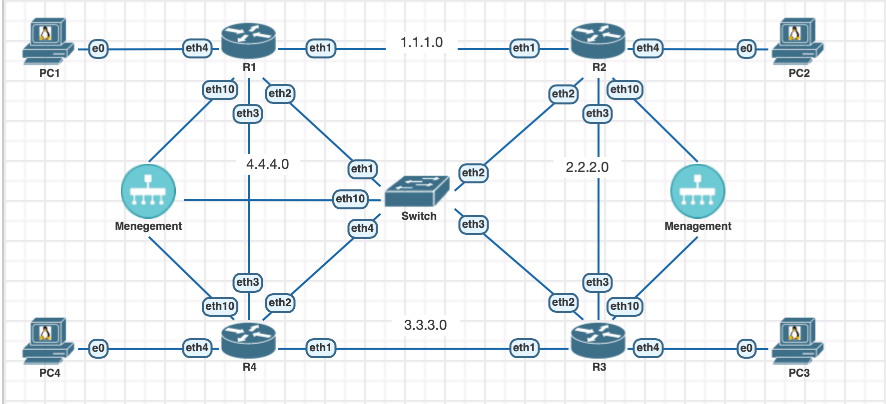 1.1.1.0
e0
eth4
eth1
eth1
eth4
e0
PC1
R1
R2
PC2
eth10
eth2
eth2
eth10
eth3
eth3
4.4.4.0
2.2.2.0
eth1
eth2
eth10
Switch
Menegement
Menagement
eth4
eth3
eth3
eth3
eth10
eth2
eth2
eth10
3.3.3.0
e0
eth4
eth1
eth1
eth4
e0
PC4
R4
R3
PC3